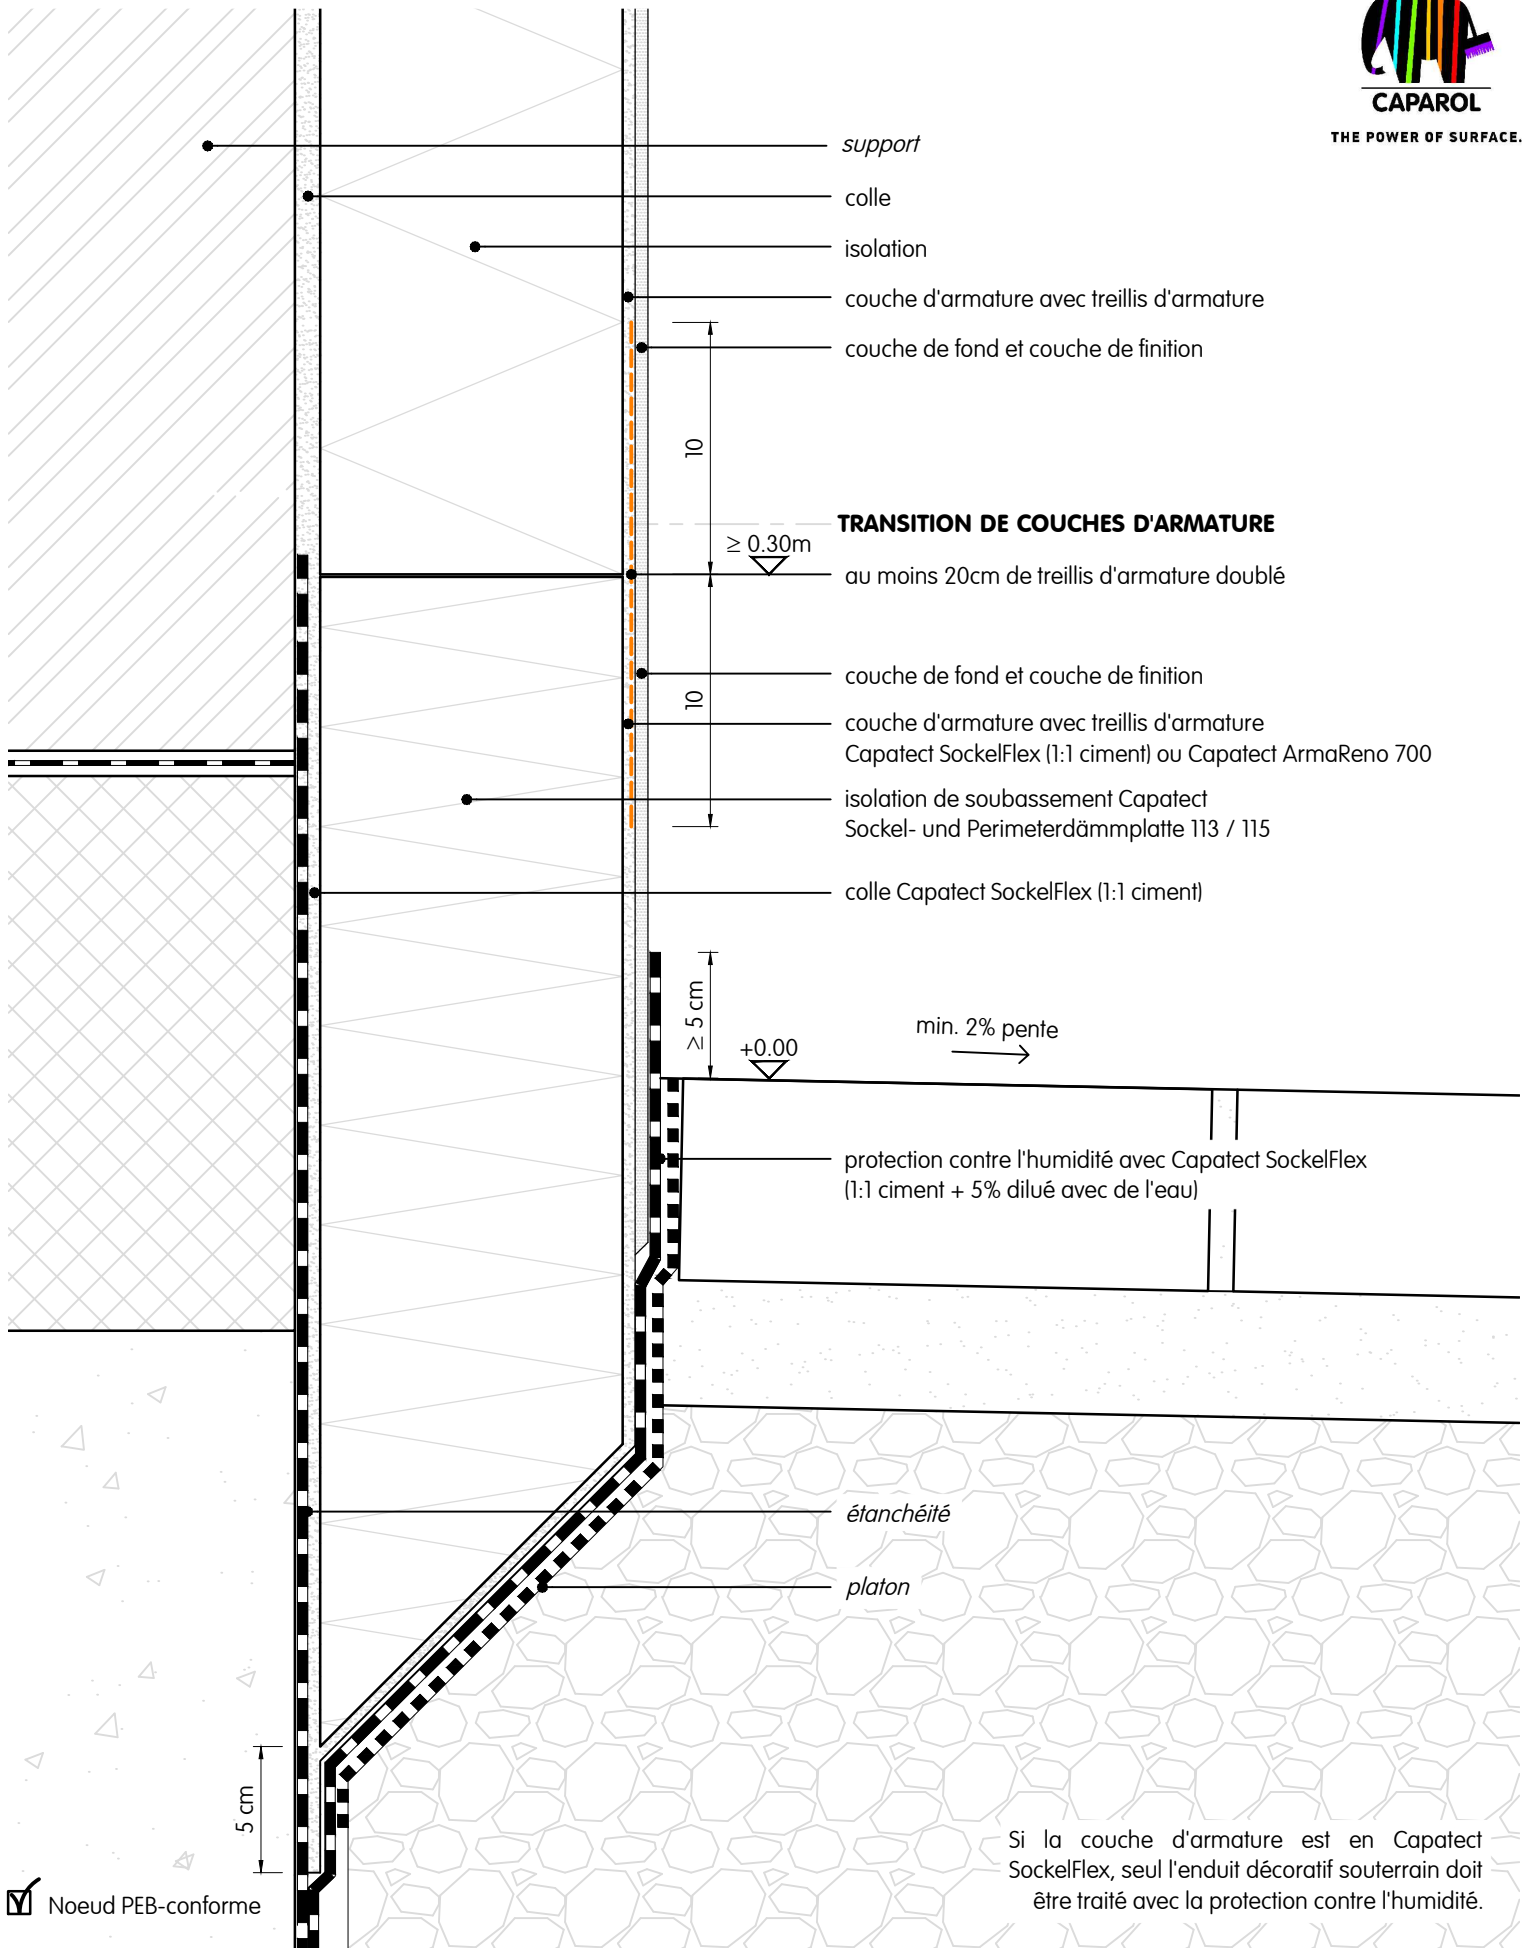 CAPAROL
THE POWER OF SURFACE.
support
colle
isolation
couche d'armature avec treillis d'armature
couche de fond et couche de finition
10
TRANSITION DE COUCHES D'ARMATURE
≥ 0.30m
au moins 20cm de treillis d'armature doublé
couche de fond et couche de finition
10
couche d'armature avec treillis d'armature
Capatect SockelFlex (1:1 ciment) ou Capatect ArmaReno 700
isolation de soubassement Capatect
Sockel- und Perimeterdämmplatte 113 / 115
colle Capatect SockelFlex (1:1 ciment)
≥ 5 cm
+0.00
min. 2% pente
protection contre l'humidité avec Capatect SockelFlex
(1:1 ciment + 5% dilué avec de l'eau)
étanchéité
platon
5 cm
Si la couche d'armature est en Capatect
SockelFlex, seul l'enduit décoratif souterrain doit
être traité avec la protection contre l'humidité.
Noeud PEB-conforme